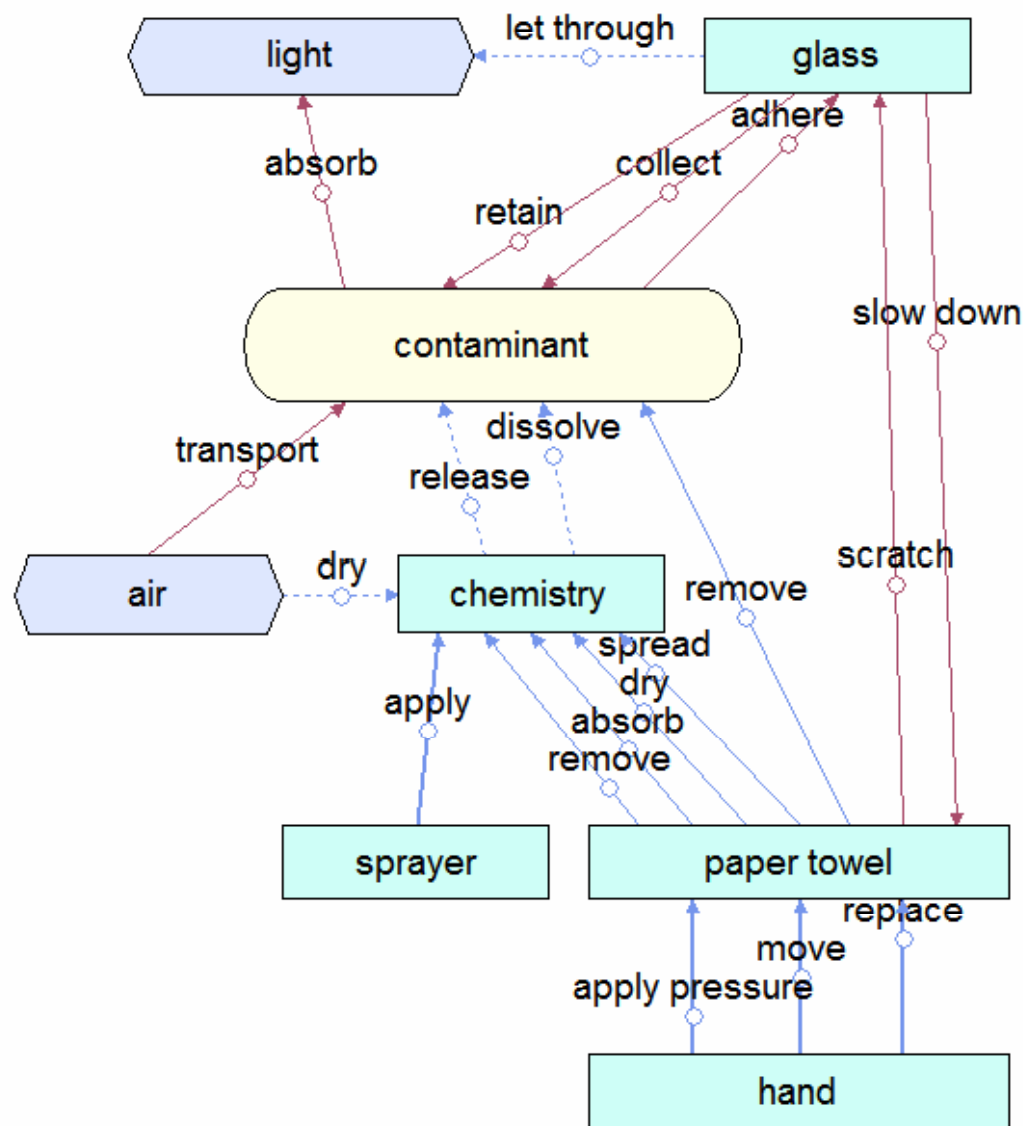 let through
light
glass
adhere
absorb
collect
retain
slow down
contaminant
dissolve
transport
release
scratch
dry
air
chemistry
remove
spread
dry
apply
absorb
remove
sprayer
paper towel
replace
move
apply pressure
hand